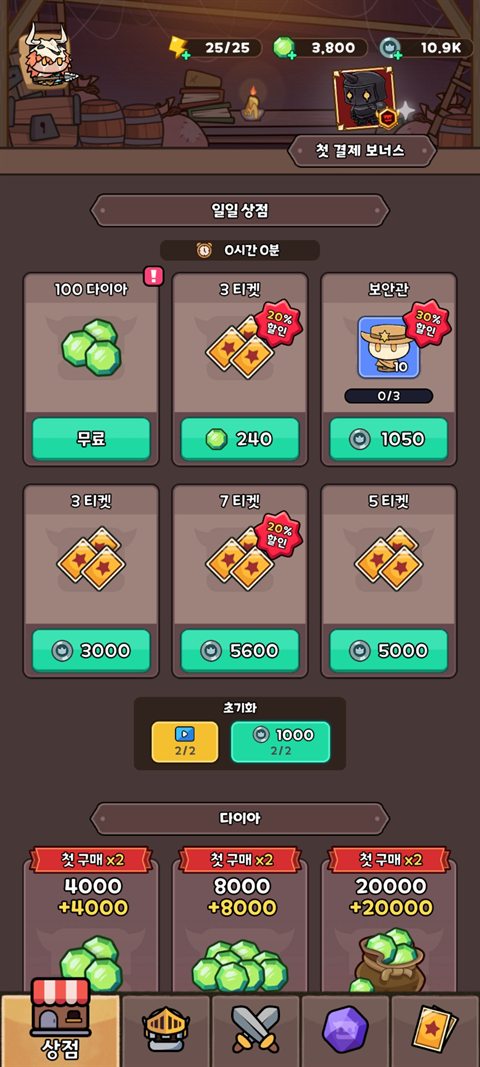 25/25
3,800
10.9K
첫 결제 보너스
일일 상점
0시간 0분
100 다이아
!
무료
3 티켓
20%
할인
240
보안관
30%
할인
10
0/3
1050
3 티켓
3000
7 티켓
20%
할인
5600
5 티켓
5000
초기화
2/2
1000
2/2
다이아
첫 구매 x2
4000
+4000
첫 구매 x2
8000
+8000
첫 구매 x2
20000
+20000
상점